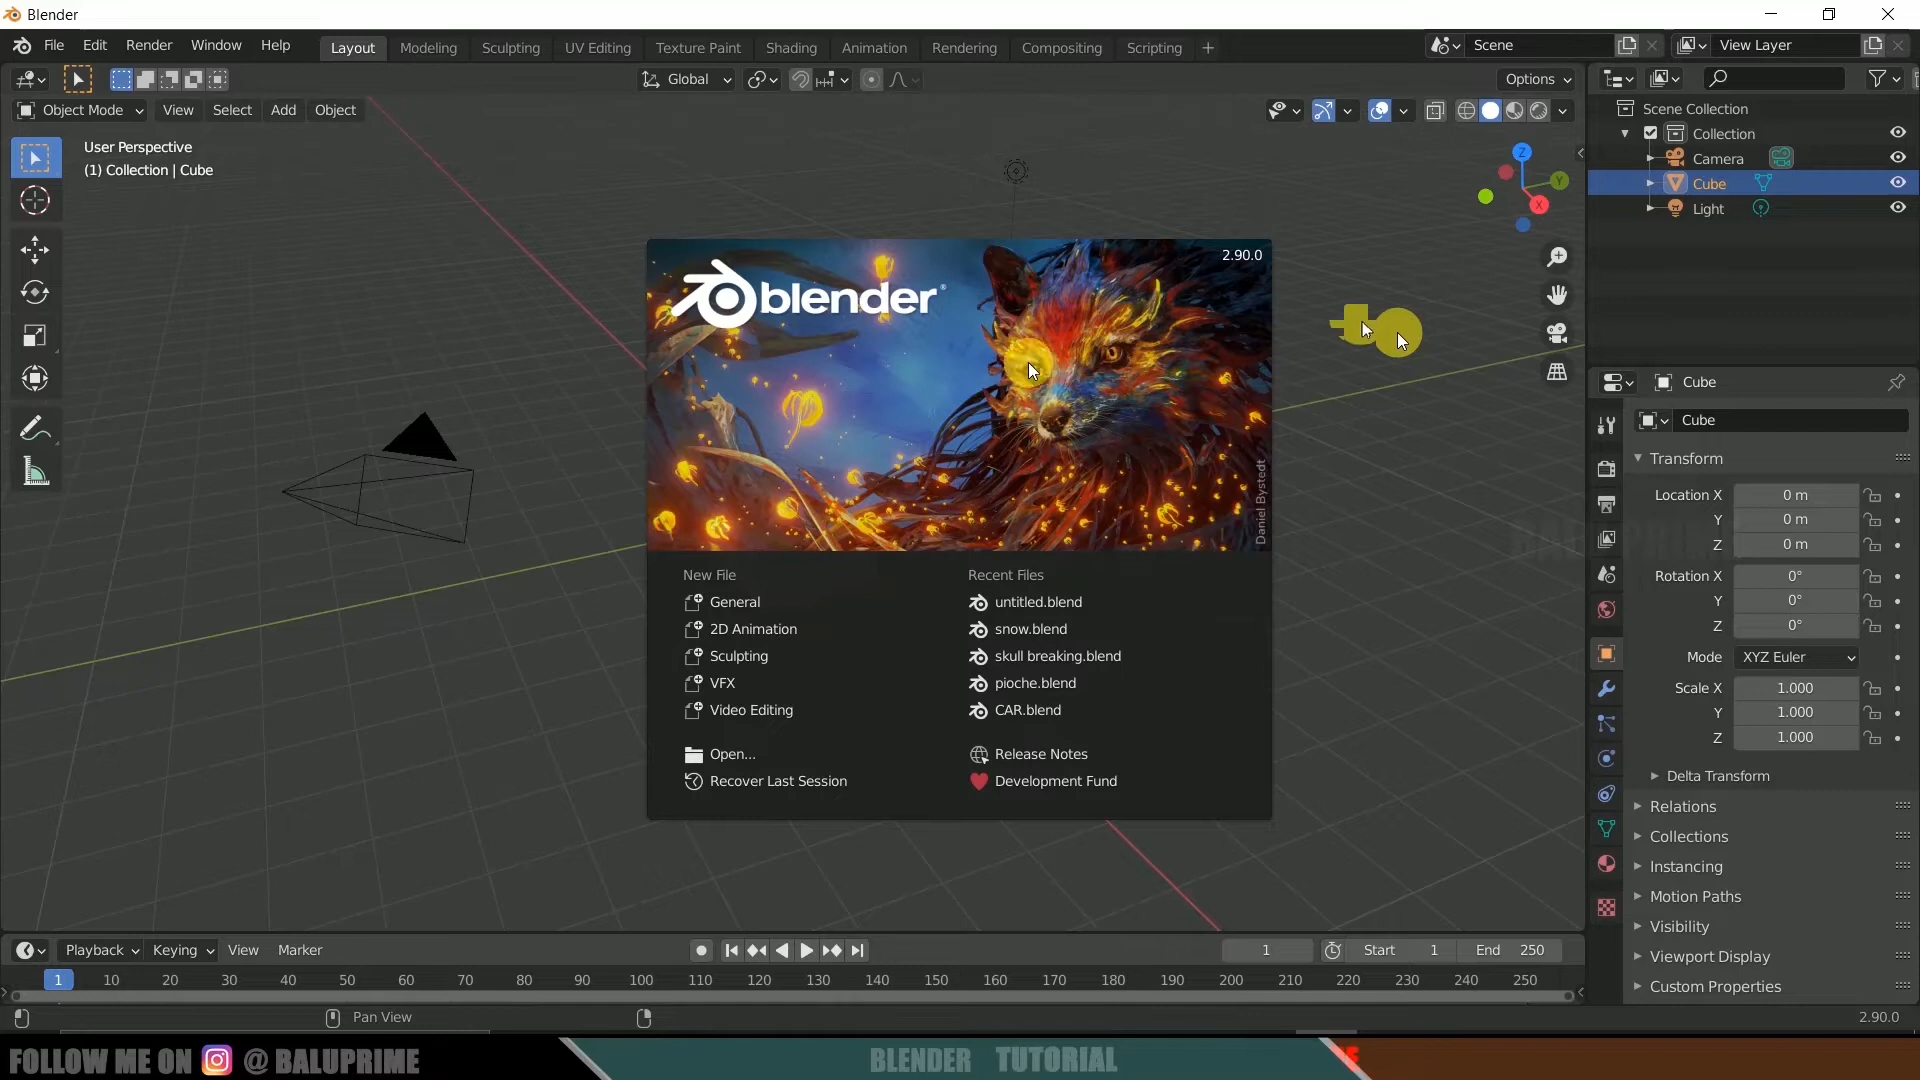 Blender
File Edit Render Window Help Layout Modeling Sculpting UV Editing Texture Paint Shading Animation Rendering Compositing Scripting + Scene View Layer
Global Options
Object Mode View Select Add Object
User Perspective
(1) Collection | Cube
Z
Y
X
Scene Collection
Collection
Camera
Cube
Light
2.90.0
blender
Daniel Bystedt
New File
General
2D Animation
Sculpting
VFX
Video Editing
Open...
Recover Last Session
Recent Files
untitled.blend
snow.blend
skull breaking.blend
pioche.blend
CAR.blend
Release Notes
Development Fund
Cube
Cube
Transform
Location X 0 m
Y 0 m
Z 0 m
Rotation X 0°
Y 0°
Z 0°
Mode XYZ Euler
Scale X 1.000
Y 1.000
Z 1.000
Delta Transform
Relations
Collections
Instancing
Motion Paths
Visibility
Viewport Display
Custom Properties
Playback Keying View Marker 1 Start 1 End 250
1 10 20 30 40 50 60 70 80 90 100 110 120 130 140 150 160 170 180 190 200 210 220 230 240 250
Pan View 2.90.0
FOLLOW ME ON @ BALUPRIME BLENDER TUTORIAL